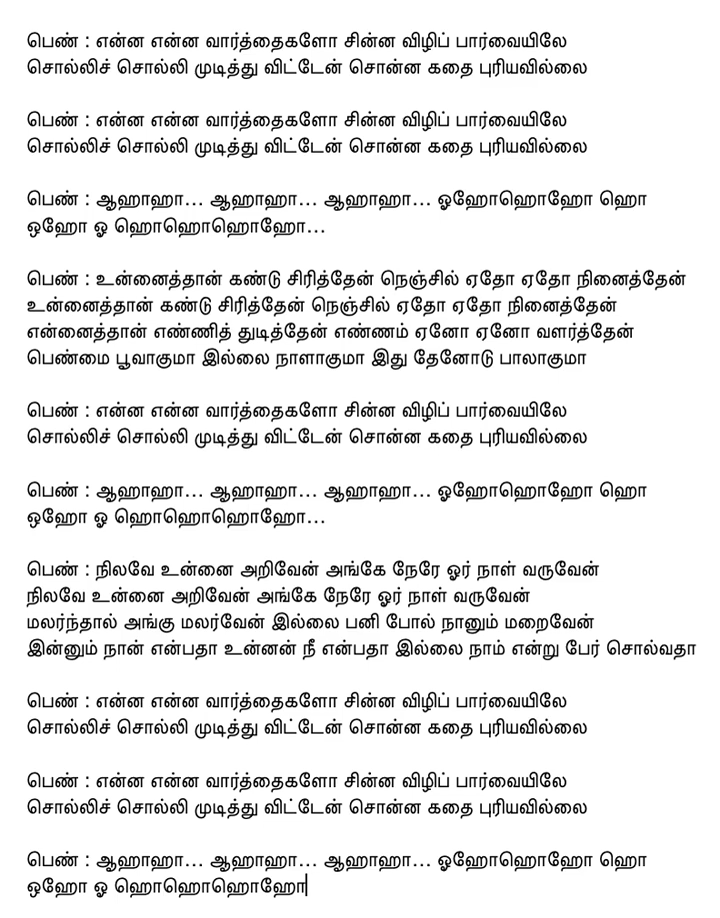 பெண் : என்ன என்ன வார்த்தைகளோ சின்ன விழிப் பார்வையிலே
சொல்லிச் சொல்லி முடித்து விட்டேன் சொன்ன கதை புரியவில்லை
பெண் : என்ன என்ன வார்த்தைகளோ சின்ன விழிப் பார்வையிலே
சொல்லிச் சொல்லி முடித்து விட்டேன் சொன்ன கதை புரியவில்லை
பெண் : ஆஹாஹா… ஆஹாஹா… ஆஹாஹா… ஓஹோஹொஹோ ஹொ
ஒஹோ ஓ ஹொஹொஹொஹோ…
பெண் : உன்னைத்தான் கண்டு சிரித்தேன் நெஞ்சில் ஏதோ ஏதோ நினைத்தேன்
உன்னைத்தான் கண்டு சிரித்தேன் நெஞ்சில் ஏதோ ஏதோ நினைத்தேன்
என்னைத்தான் எண்ணித் துடித்தேன் எண்ணம் ஏனோ ஏனோ வளர்த்தேன்
பெண்மை பூவாகுமா இல்லை நாளாகுமா இது தேனோடு பாலாகுமா
பெண் : என்ன என்ன வார்த்தைகளோ சின்ன விழிப் பார்வையிலே
சொல்லிச் சொல்லி முடித்து விட்டேன் சொன்ன கதை புரியவில்லை
பெண் : ஆஹாஹா… ஆஹாஹா… ஆஹாஹா… ஓஹோஹொஹோ ஹொ
ஒஹோ ஓ ஹொஹொஹொஹோ…
பெண் : நிலவே உன்னை அறிவேன் அங்கே நேரே ஓர் நாள் வருவேன்
நிலவே உன்னை அறிவேன் அங்கே நேரே ஓர் நாள் வருவேன்
மலர்ந்தால் அங்கு மலர்வேன் இல்லை பனி போல் நானும் மறைவேன்
இன்னும் நான் என்பதா உன்னன் நீ என்பதா இல்லை நாம் என்று பேர் சொல்வதா
பெண் : என்ன என்ன வார்த்தைகளோ சின்ன விழிப் பார்வையிலே
சொல்லிச் சொல்லி முடித்து விட்டேன் சொன்ன கதை புரியவில்லை
பெண் : என்ன என்ன வார்த்தைகளோ சின்ன விழிப் பார்வையிலே
சொல்லிச் சொல்லி முடித்து விட்டேன் சொன்ன கதை புரியவில்லை
பெண் : ஆஹாஹா… ஆஹாஹா… ஆஹாஹா… ஓஹோஹொஹோ ஹொ
ஒஹோ ஓ ஹொஹொஹொஹோ